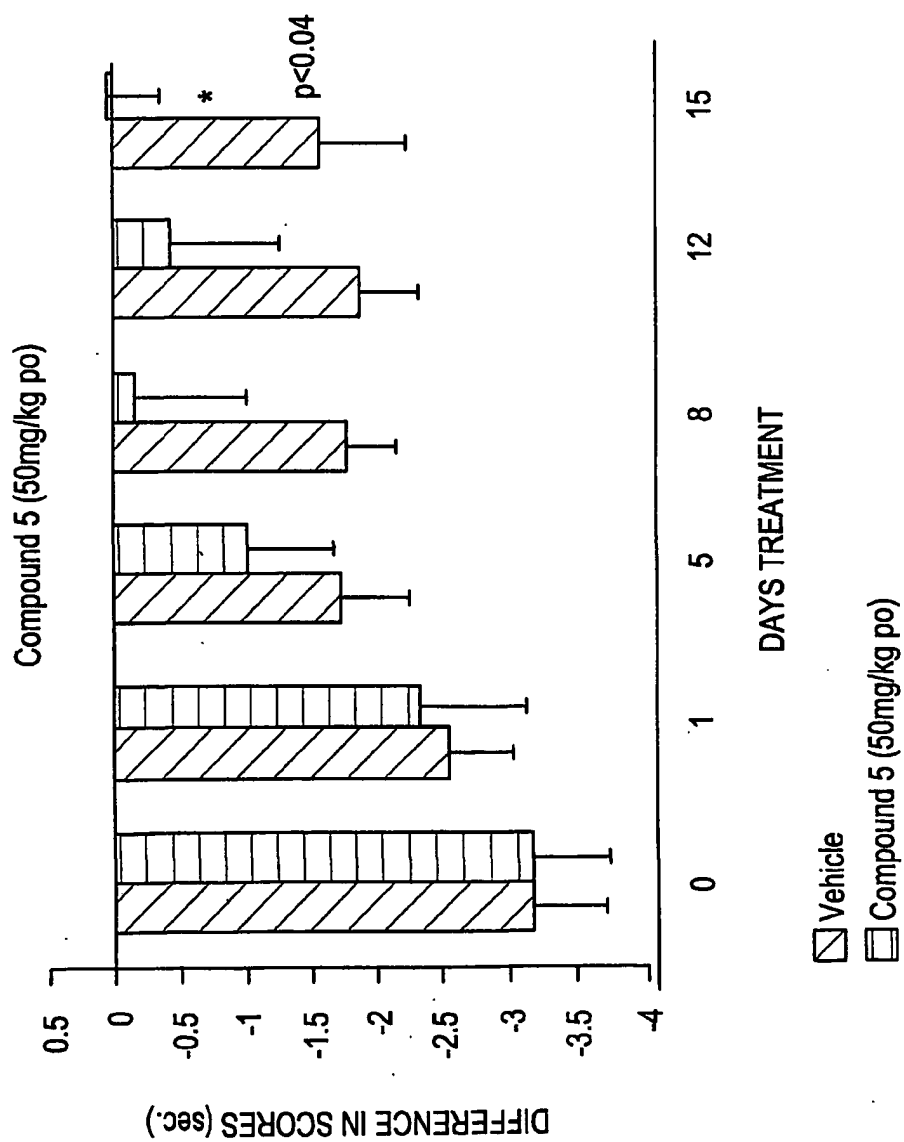 Compound 5 (50mg/kg po)
DIFFERENCE IN SCORES (sec.)
0.5
0
-0.5
-1
-1.5
-2
-2.5
-3
-3.5
-4
*
p<0.04
0 1 5 8 12 15
DAYS TREATMENT
Vehicle
Compound 5 (50mg/kg po)